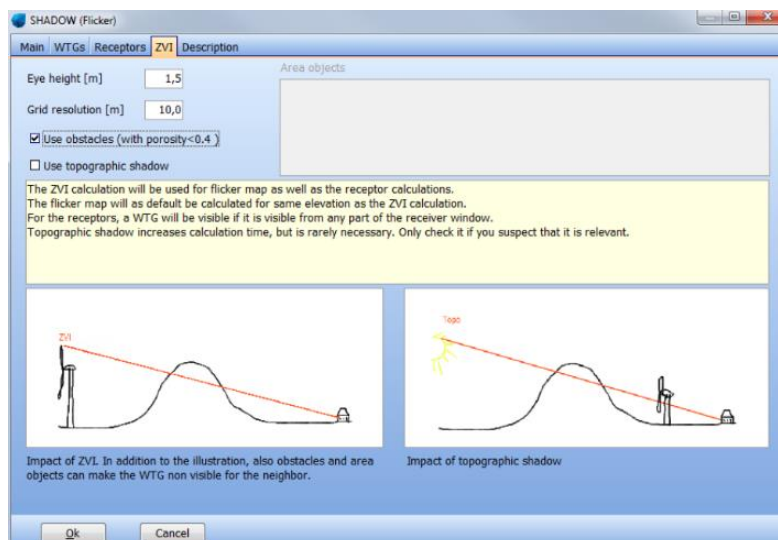 SHADOW (Flicker)
Main WTGs Receptors ZVI Description
Eye height [m] 1,5
Area objects
Grid resolution [m] 10,0
Use obstacles (with porosity<0.4 )
Use topographic shadow
The ZVI calculation will be used for flicker map as well as the receptor calculations.
The flicker map will as default be calculated for same elevation as the ZVI calculation.
For the receptors, a WTG will be visible if it is visible from any part of the receiver window.
Topographic shadow increases calculation time, but is rarely necessary. Only check it if you suspect that it is relevant.
ZVI
Topo
Impact of ZVI. In addition to the illustration, also obstacles and area
objects can make the WTG non visible for the neighbor.
Impact of topographic shadow
Ok Cancel